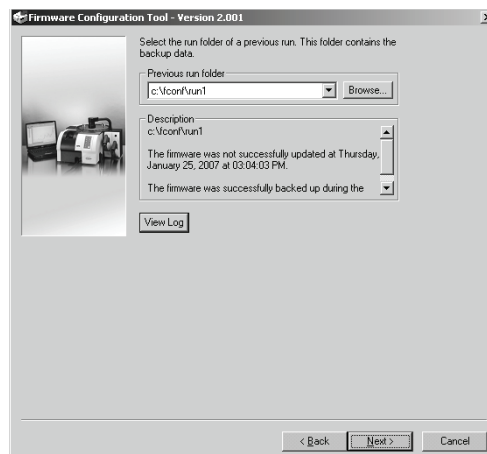 Firmware Configuration Tool - Version 2.001
Select the run folder of a previous run. This folder contains the
backup data.
Previous run folder
c:\fconf\run1
Browse...
Description
c:\fconf\run1
The firmware was not successfully updated at Thursday,
January 25, 2007 at 03:04:03 PM.
The firmware was successfully backed up during the
View Log
< Back
Next >
Cancel